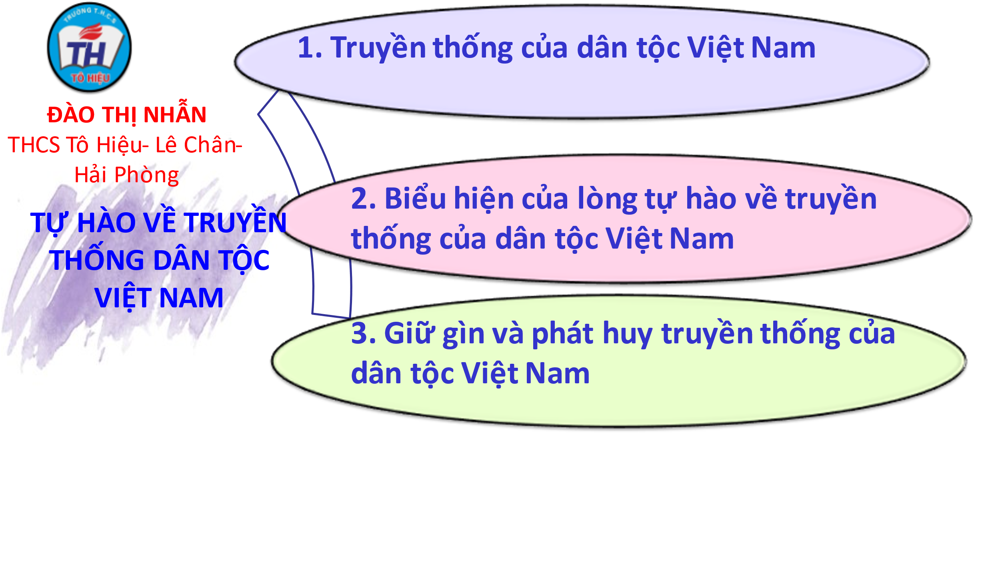 TRƯỜNG T.H.C.S
TH
TÔ HIỆU
ĐÀO THỊ NHẪN
THCS Tô Hiệu- Lê Chân-
Hải Phòng
TỰ HÀO VỀ TRUYỀN
THỐNG DÂN TỘC
VIỆT NAM
1. Truyền thống của dân tộc Việt Nam
2. Biểu hiện của lòng tự hào về truyền
thống của dân tộc Việt Nam
3. Giữ gìn và phát huy truyền thống của
dân tộc Việt Nam